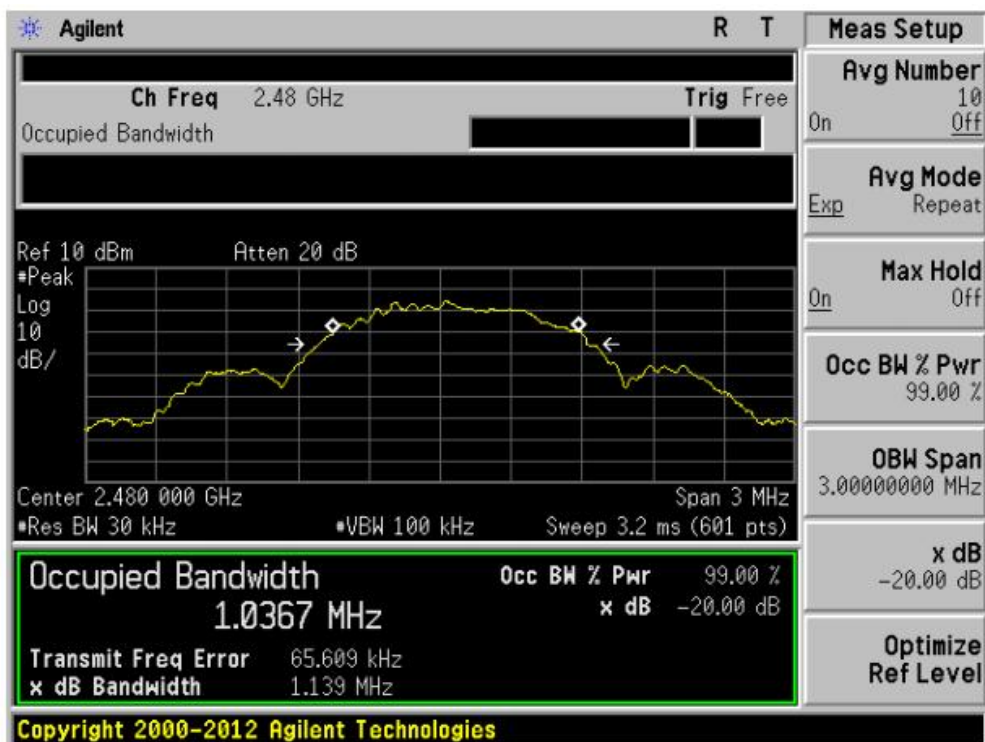 Agilent R T
Ch Freq 2.48 GHz Trig Free
Occupied Bandwidth
Ref 10 dBm Atten 20 dB
*Peak
Log
10
dB/
Center 2.480 000 GHz Span 3 MHz
*Res BW 30 kHz *VBW 100 kHz Sweep 3.2 ms (601 pts)
Occupied Bandwidth Occ BW % Pwr 99.00 %
1.0367 MHz x dB -20.00 dB
Transmit Freq Error 65.609 kHz
x dB Bandwidth 1.139 MHz
Copyright 2000-2012 Agilent Technologies
Meas Setup
Avg Number
10
On Off
Avg Mode
Exp Repeat
Max Hold
On Off
Occ BW % Pwr
99.00 %
OBW Span
3.00000000 MHz
x dB
-20.00 dB
Optimize
Ref Level